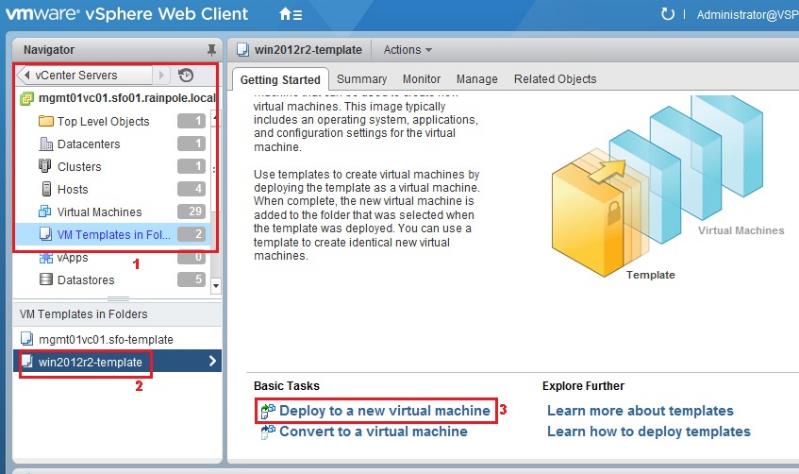 vmware® vSphere Web Client
Administrator@VSP
Navigator
vCenter Servers
mgmt01vc01.sfo01.rainpole.local
Top Level Objects 1
Datacenters 1
Clusters 1
Hosts 4
Virtual Machines 29
VM Templates in Fol... 2
1
vApps 0
Datastores 5
VM Templates in Folders
mgmt01vc01.sfo-template
win2012r2-template
2
win2012r2-template Actions
Getting Started Summary Monitor Manage Related Objects
virtual machines. This image typically
includes an operating system, applications,
and configuration settings for the virtual
machine.
Use templates to create virtual machines by
deploying the template as a virtual machine.
When complete, the new virtual machine is
added to the folder that was selected when
the template was deployed. You can use a
template to create identical new virtual
machines.
Virtual Machines
Template
Basic Tasks
Deploy to a new virtual machine 3
Convert to a virtual machine
Explore Further
Learn more about templates
Learn how to deploy templates